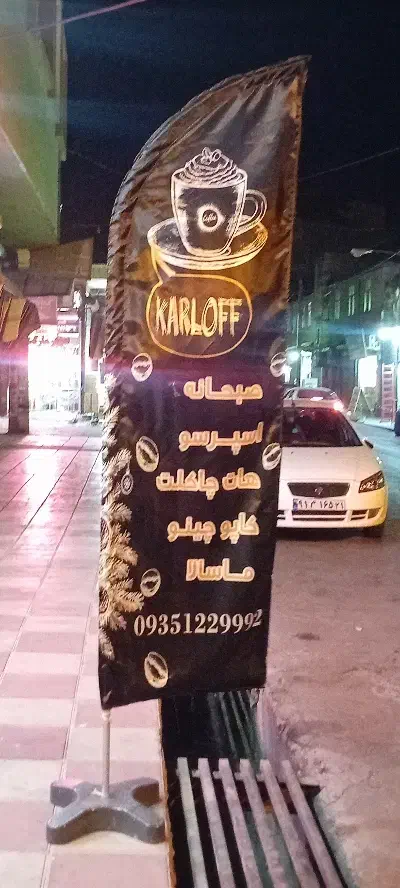 KARLOFF
صبحانه
اسپرسو
هات چاکلت
کاپو چینو
ماسالا
09351229992